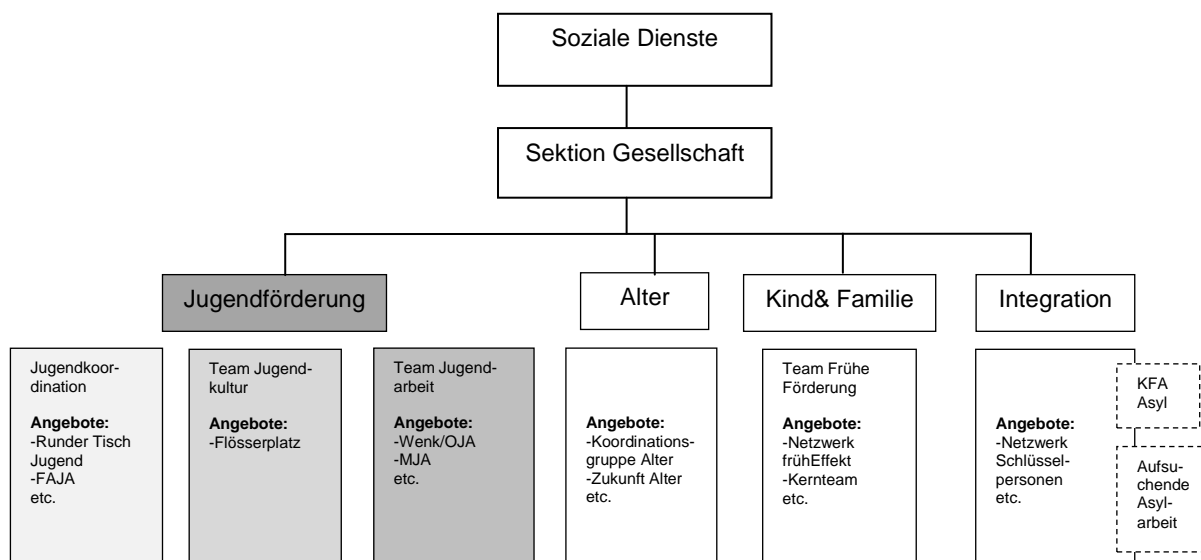 Soziale Dienste
Sektion Gesellschaft
Jugendförderung
Alter
Kind& Familie
Integration
Jugendkoor-
dination
Angebote:
-Runder Tisch
Jugend
-FAJA
etc.
Team Jugend-
kultur
Angebote:
-Flösserplatz
Team Jugend-
arbeit
Angebote:
-Wenk/OJA
-MJA
etc.
Angebote:
-Koordinations-
gruppe Alter
-Zukunft Alter
etc.
Team Frühe
Förderung
Angebote:
-Netzwerk
frühEffekt
-Kernteam
etc.
Angebote:
-Netzwerk
Schlüssel-
personen
etc.
KFA
Asyl
Aufsu-
chende
Asyl-
arbeit